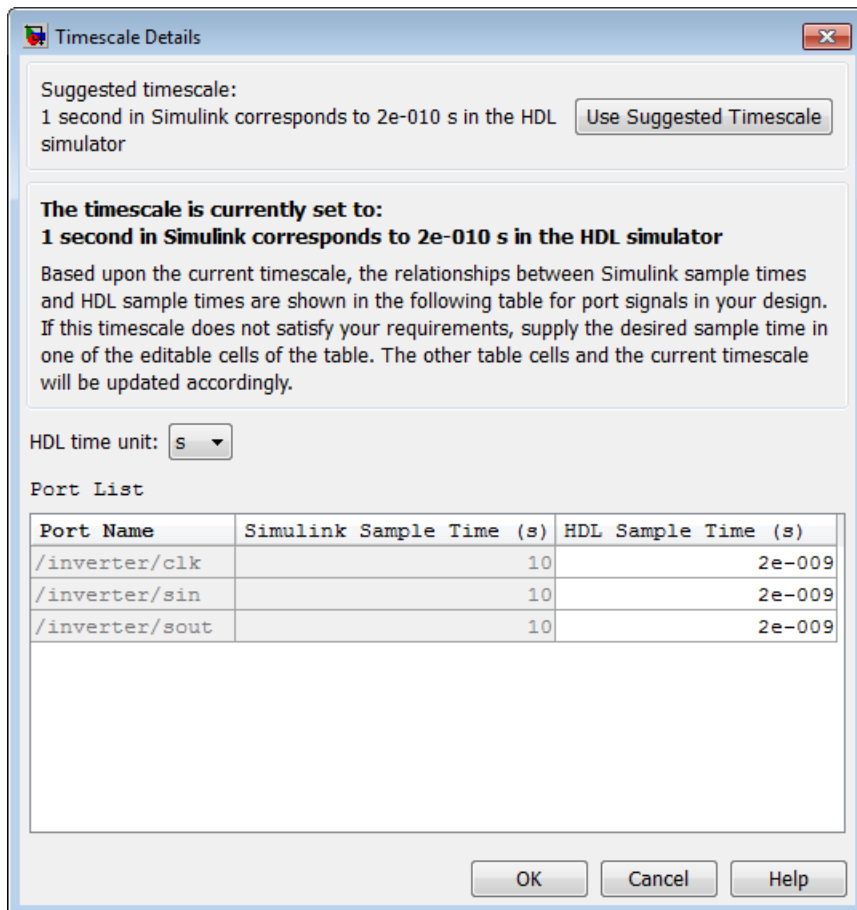 Timescale Details
Suggested timescale:
1 second in Simulink corresponds to 2e-010 s in the HDL
simulator
Use Suggested Timescale
The timescale is currently set to:
1 second in Simulink corresponds to 2e-010 s in the HDL simulator
Based upon the current timescale, the relationships between Simulink sample times
and HDL sample times are shown in the following table for port signals in your design.
If this timescale does not satisfy your requirements, supply the desired sample time in
one of the editable cells of the table. The other table cells and the current timescale
will be updated accordingly.
HDL time unit: s
Port List
Port Name Simulink Sample Time (s) HDL Sample Time (s)
/inverter/clk 10 2e-009
/inverter/sin 10 2e-009
/inverter/sout 10 2e-009
OK Cancel Help